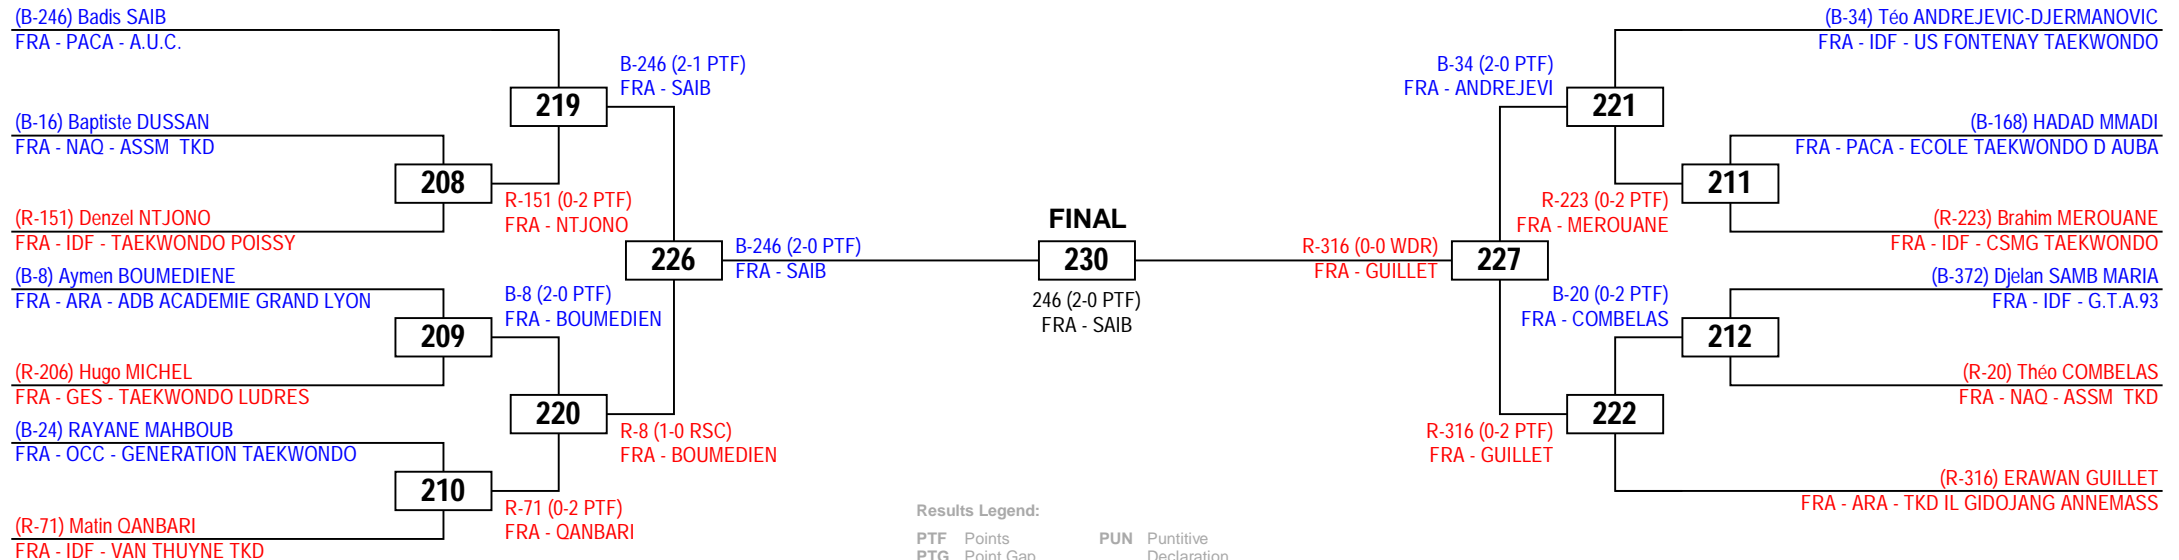 (B-246) Badis SAIB
FRA - PACA - A.U.C.
B-246 (2-1 PTF)
FRA - SAIB
219
(B-16) Baptiste DUSSAN
FRA - NAQ - ASSM  TKD
208
R-151 (0-2 PTF)
FRA - NTJONO
(R-151) Denzel NTJONO
FRA - IDF - TAEKWONDO POISSY
226
B-246 (2-0 PTF)
FRA - SAIB
(B-8) Aymen BOUMEDIENE
FRA - ARA - ADB ACADEMIE GRAND LYON
B-8 (2-0 PTF)
FRA - BOUMEDIEN
209
(R-206) Hugo MICHEL
FRA - GES - TAEKWONDO LUDRES
220
R-8 (1-0 RSC)
FRA - BOUMEDIEN
(B-24) RAYANE MAHBOUB
FRA - OCC - GENERATION TAEKWONDO
210
R-71 (0-2 PTF)
FRA - QANBARI
(R-71) Matin QANBARI
FRA - IDF - VAN THUYNE TKD
FINAL
230
246 (2-0 PTF)
FRA - SAIB
(B-34) Téo ANDREJEVIC-DJERMANOVIC
FRA - IDF - US FONTENAY TAEKWONDO
B-34 (2-0 PTF)
FRA - ANDREJEVI
221
(B-168) HADAD MMADI
FRA - PACA - ECOLE TAEKWONDO D AUBA
211
R-223 (0-2 PTF)
FRA - MEROUANE
(R-223) Brahim MEROUANE
FRA - IDF - CSMG TAEKWONDO
R-316 (0-0 WDR)
FRA - GUILLET
227
(B-372) Djelan SAMB MARIA
FRA - IDF - G.T.A.93
B-20 (0-2 PTF)
FRA - COMBELAS
212
(R-20) Théo COMBELAS
FRA - NAQ - ASSM  TKD
222
R-316 (0-2 PTF)
FRA - GUILLET
(R-316) ERAWAN GUILLET
FRA - ARA - TKD IL GIDOJANG ANNEMASS
Results Legend:
PTF Points PUN Puntitive
PTG Point Gap Declaration